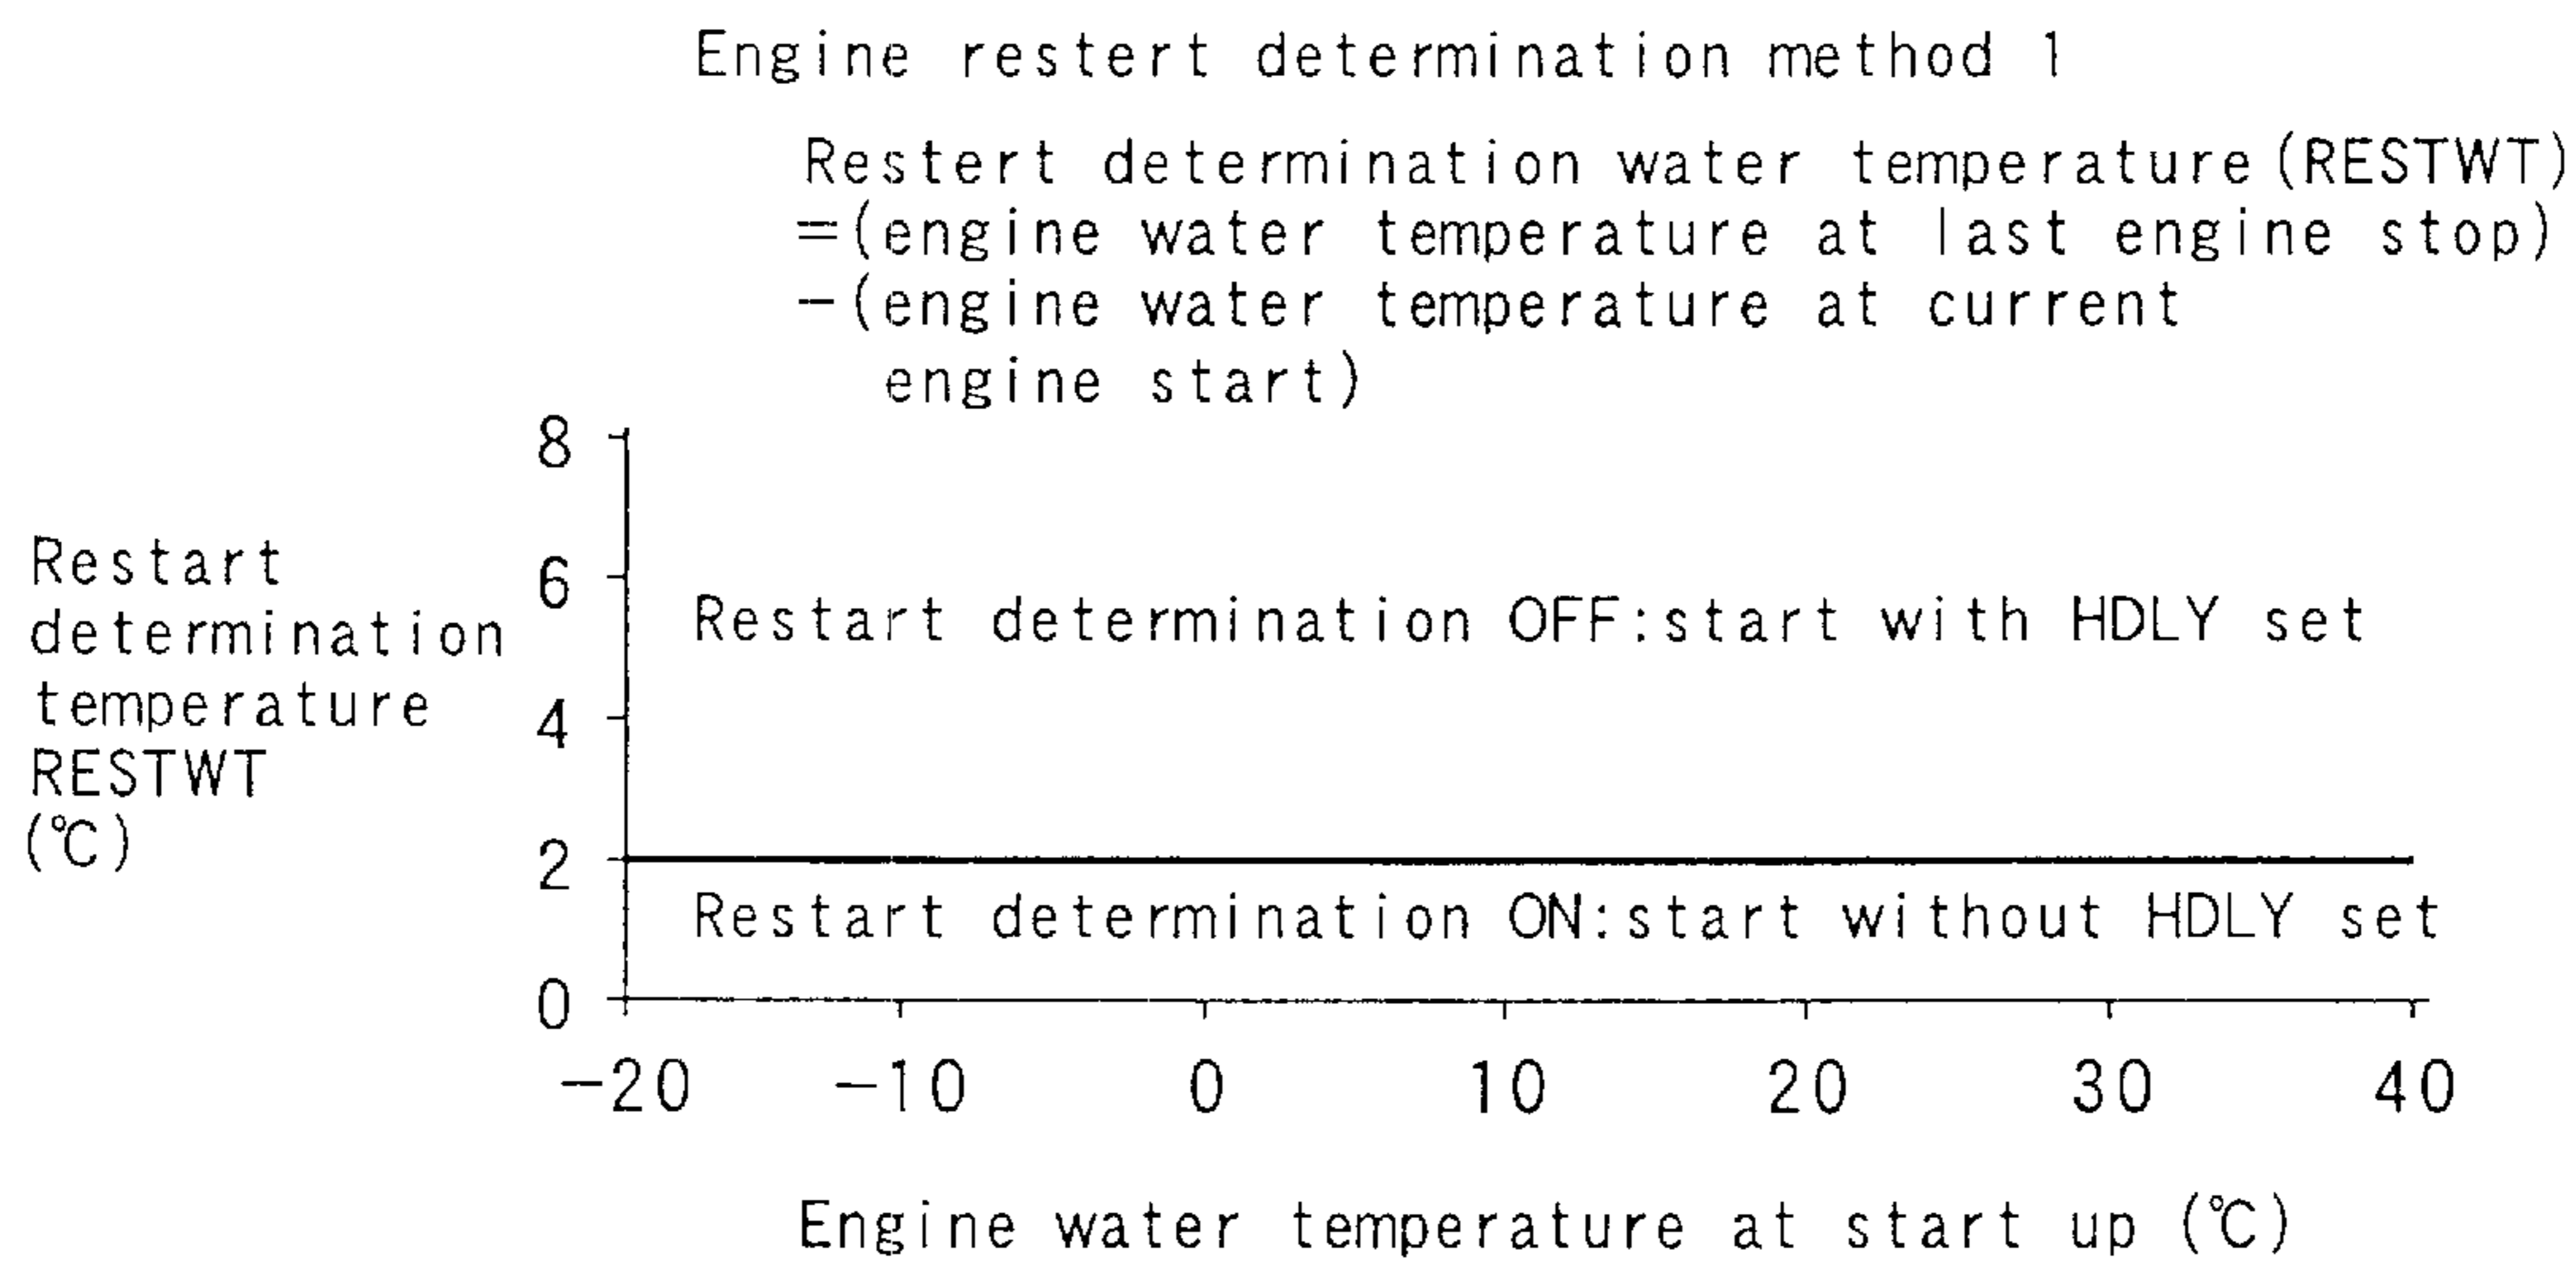 Engine restert determination method 1
Restert determination water temperature(RESTWT)
=(engine water temperature at last engine stop)
−(engine water temperature at current
engine start)
8
Restart
determination
temperature
RESTWT
(℃)
6
Restart determination OFF:start with HDLY set
4
2
Restart determination ON:start without HDLY set
0
−20 −10 0 10 20 30 40
Engine water temperature at start up (℃)